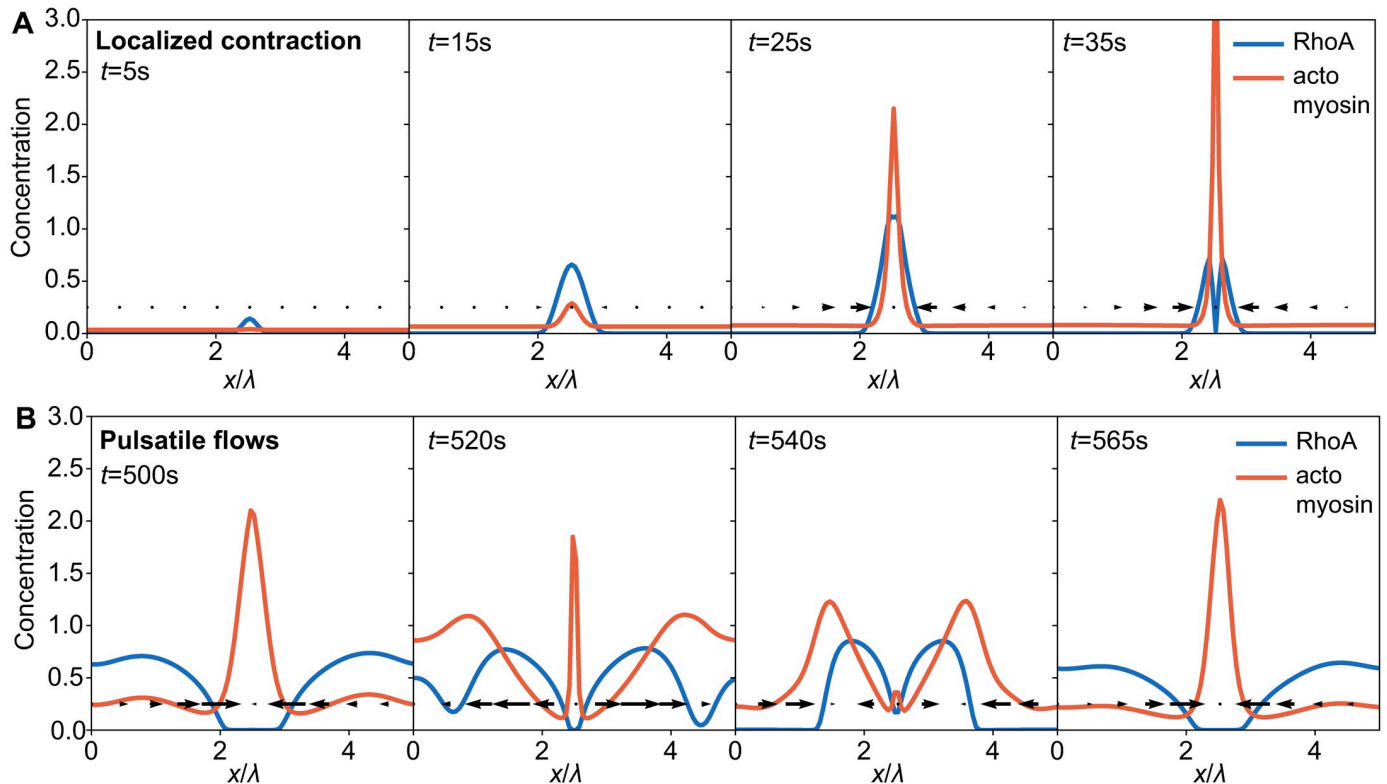 A
Localized contraction
t=5s
t=15s
t=25s
t=35s
RhoA
acto
myosin
Concentration
3.0
2.5
2.0
1.5
1.0
0.5
0.0
0 2 4
0 2 4
0 2 4
0 2 4
x/λ
x/λ
x/λ
x/λ
B
Pulsatile flows
t=500s
t=520s
t=540s
t=565s
RhoA
acto
myosin
Concentration
3.0
2.5
2.0
1.5
1.0
0.5
0.0
0 2 4
0 2 4
0 2 4
0 2 4
x/λ
x/λ
x/λ
x/λ